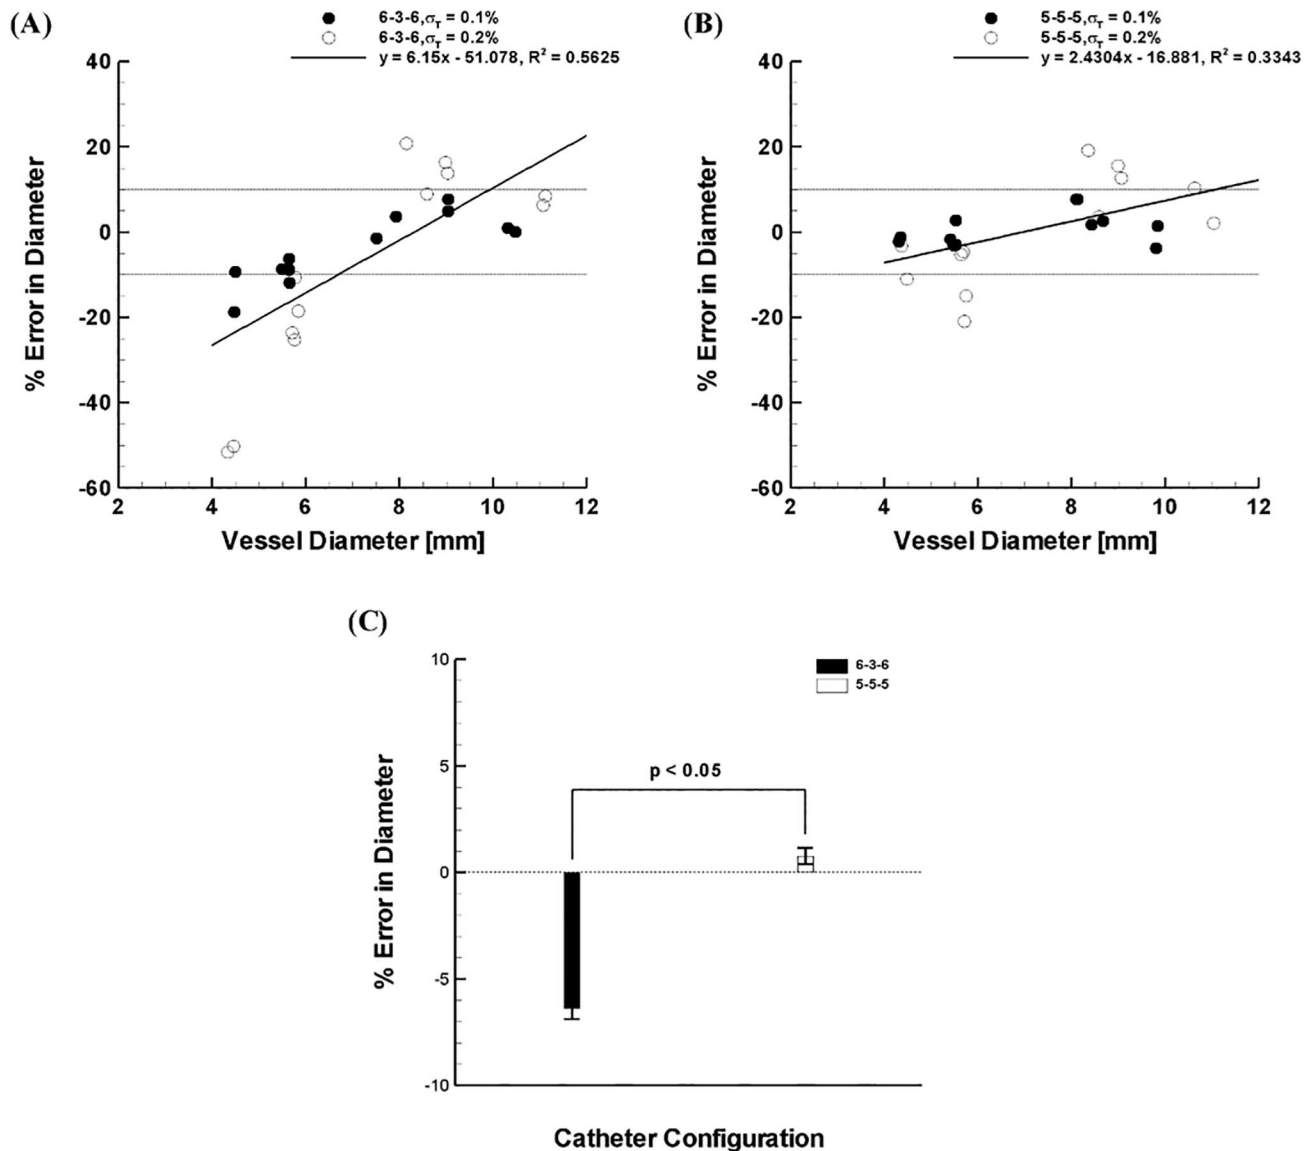 (A)
6-3-6,σT = 0.1%
6-3-6,σT = 0.2%
y = 6.15x - 51.078, R² = 0.5625
40
20
0
-20
-40
-60
% Error in Diameter
2 4 6 8 10 12
Vessel Diameter [mm]
(B)
5-5-5,σT = 0.1%
5-5-5,σT = 0.2%
y = 2.4304x - 16.881, R² = 0.3343
40
20
0
-20
-40
-60
% Error in Diameter
2 4 6 8 10 12
Vessel Diameter [mm]
(C)
6-3-6
5-5-5
10
5
0
-5
-10
% Error in Diameter
p < 0.05
Catheter Configuration